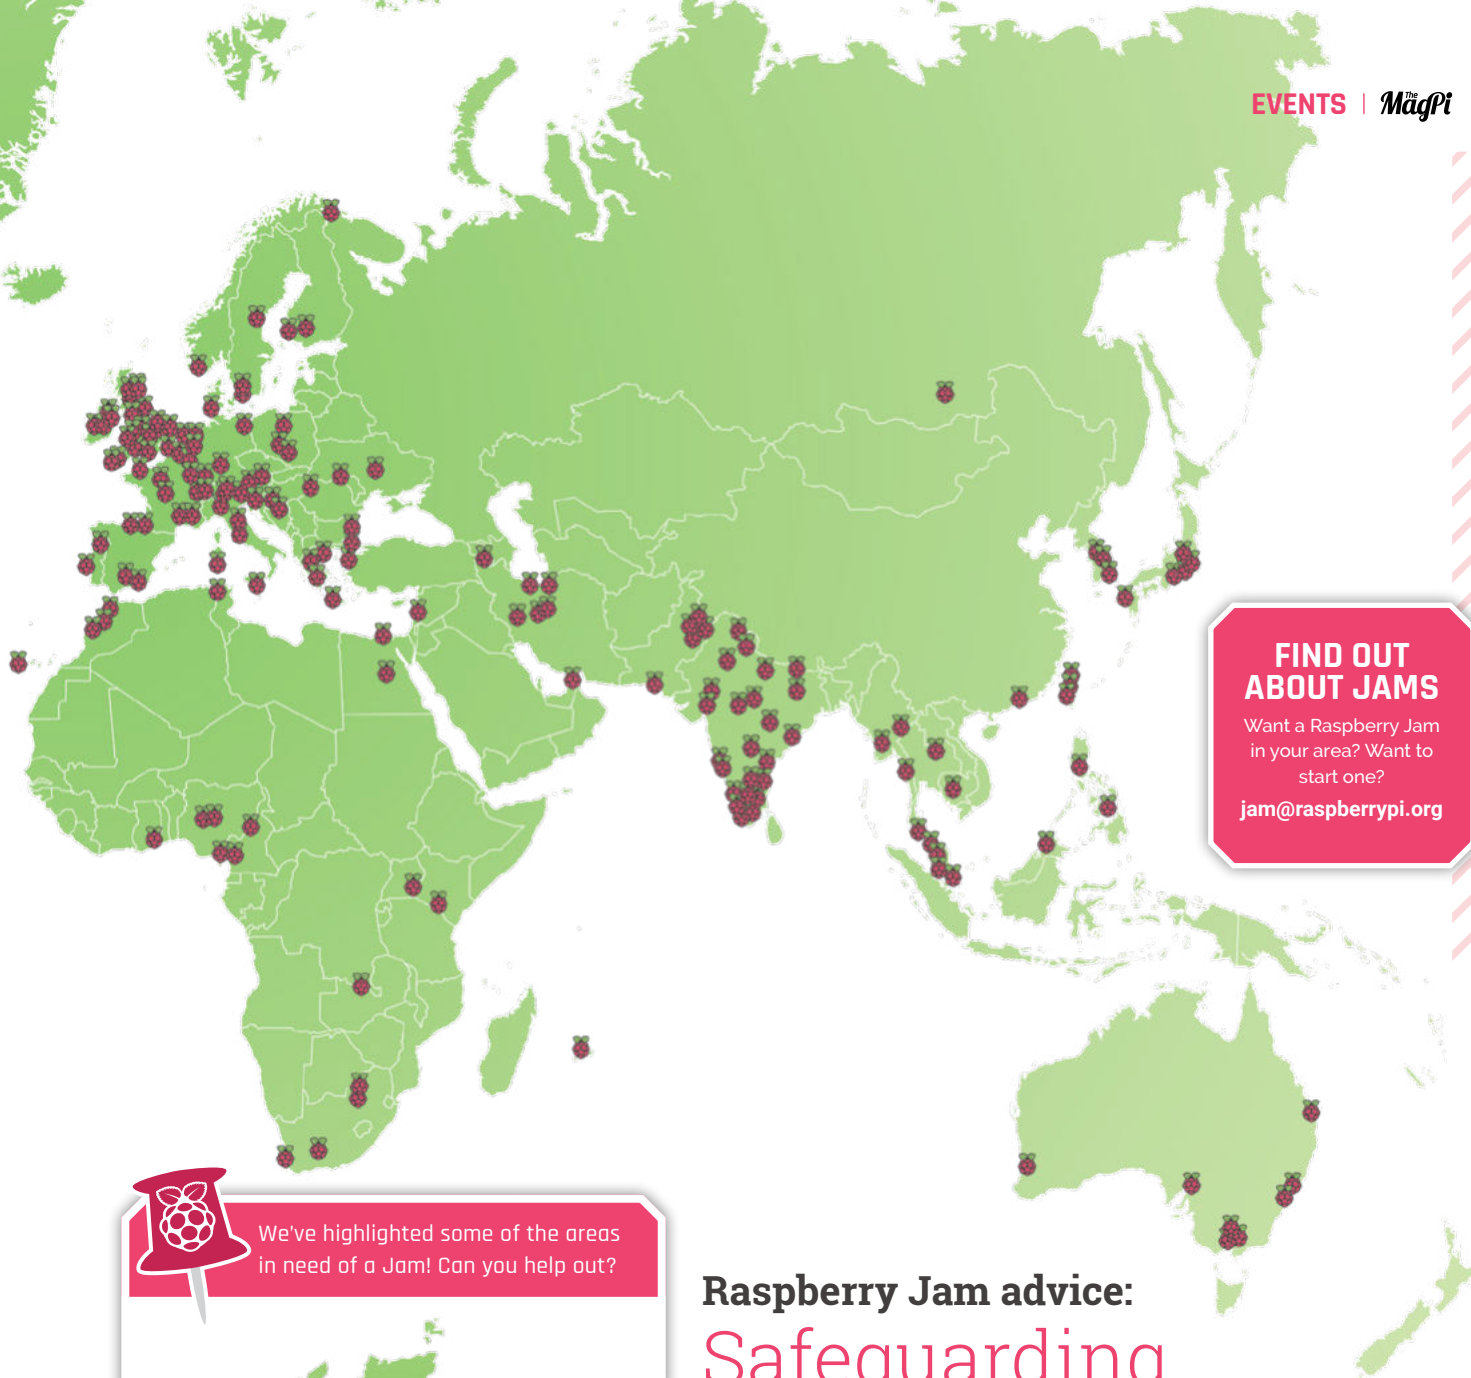 EVENTS | The MagPi
FIND OUT
ABOUT JAMS
Want a Raspberry Jam
in your area? Want to
start one?
jam@raspberrypi.org
We’ve highlighted some of the areas
in need of a Jam! Can you help out?
Raspberry Jam advice:
Safeguarding